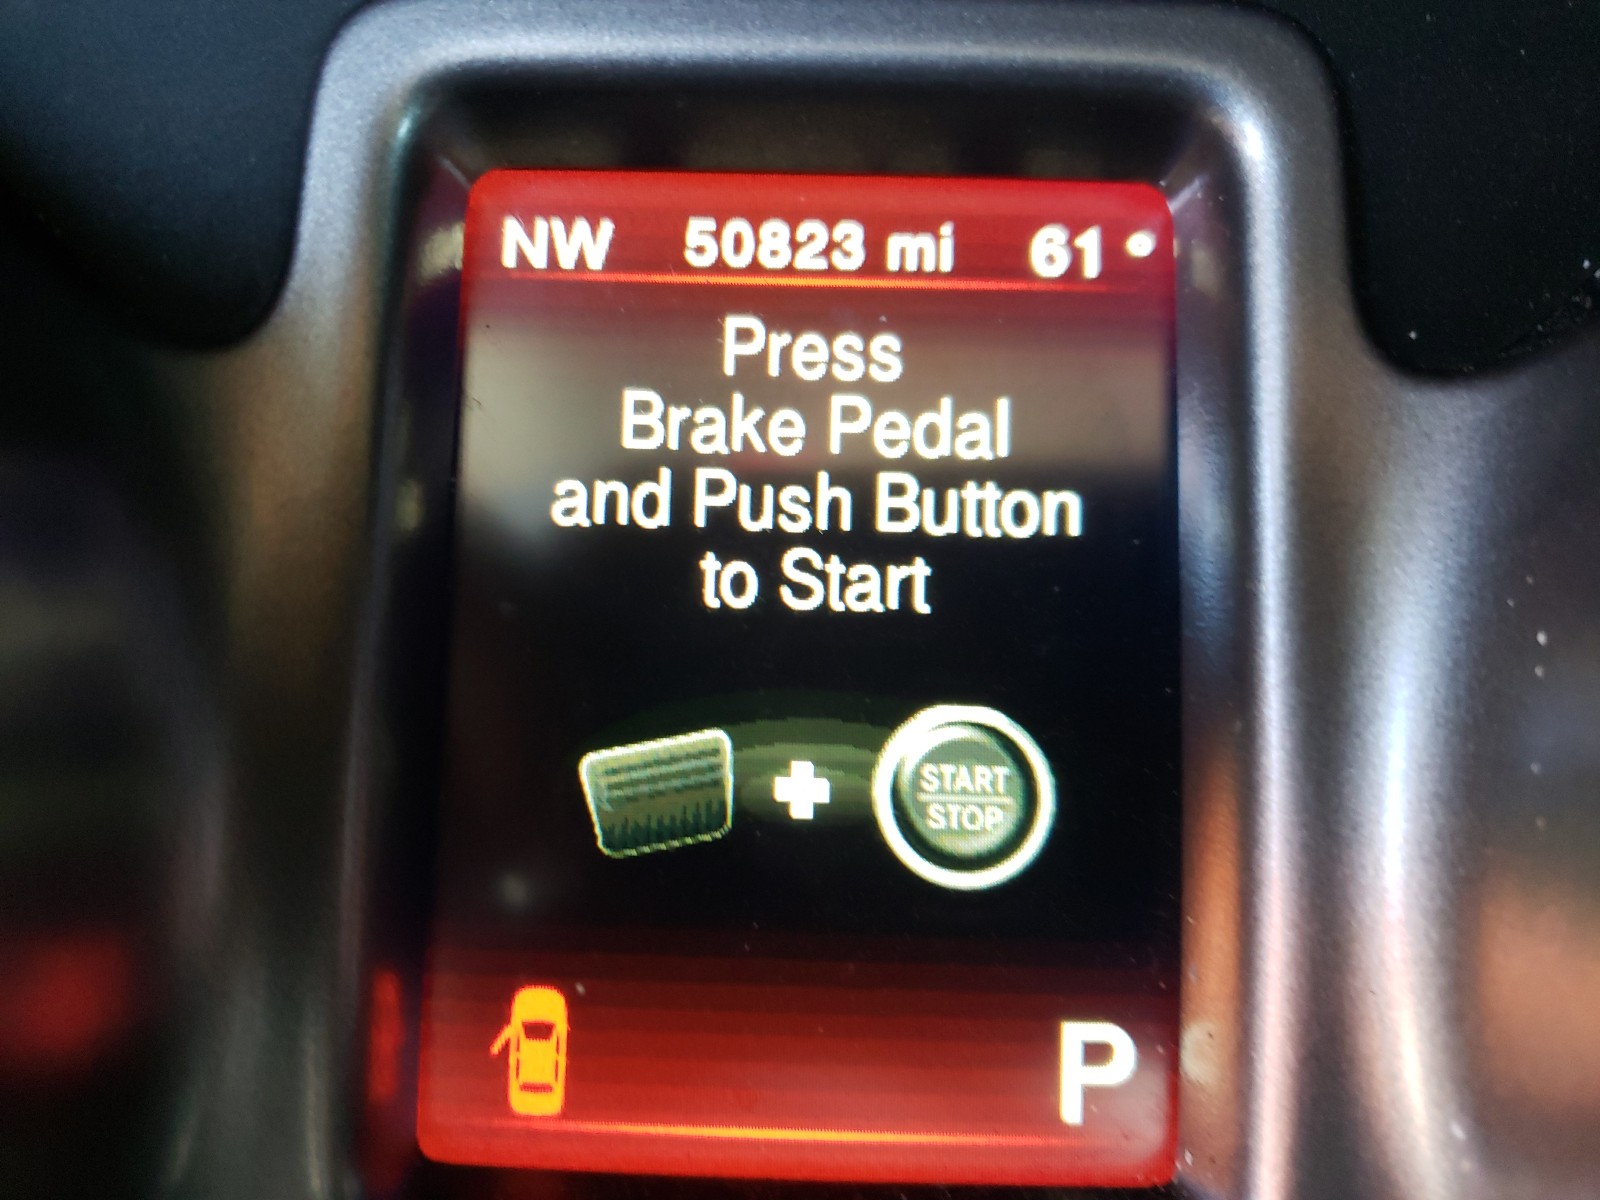 NW 50823 mi 61°
Press
Brake Pedal
and Push Button
to Start
START
STOP
P